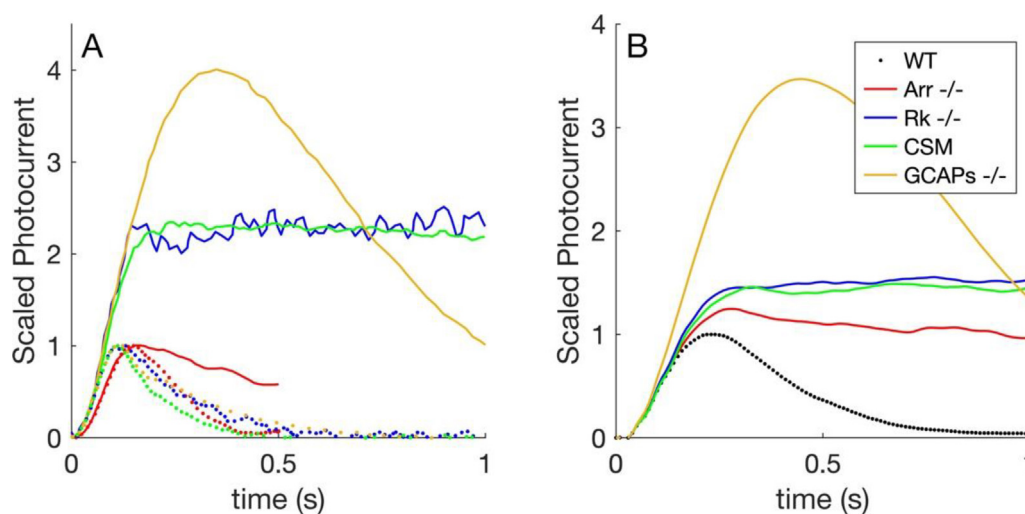 A
Scaled Photocurrent
4
3
2
1
0
0
0.5
1
time (s)
B
Scaled Photocurrent
4
3
2
1
0
0
0.5
1
time (s)
WT
Arr -/-
Rk -/-
CSM
GCAPs -/-